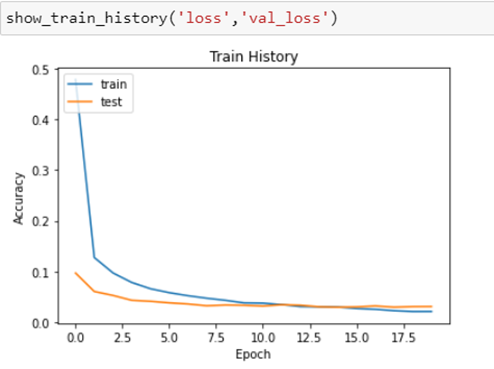 show_train_history('loss','val_loss')
Train History
train
test
0.5
0.4
0.3
0.2
0.1
0.0
Accuracy
0.0 2.5 5.0 7.5 10.0 12.5 15.0 17.5
Epoch